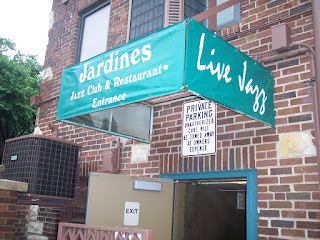 Jardines
Jazz Club & Restaurant
Entrance
Live Jazz
PRIVATE
PARKING
UNAUTHORIZED
CARS WILL
BE TOWED AWAY
AT OWNERS
EXPENSE
EXIT